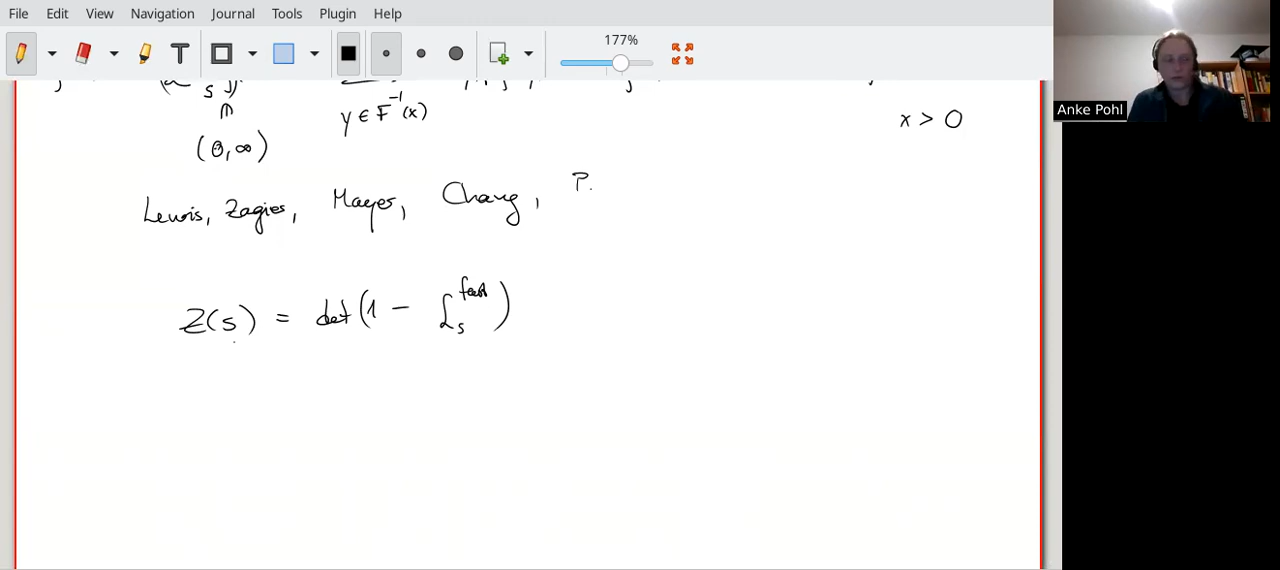 File Edit View Navigation Journal Tools Plugin Help
177%
Anke Pohl
y ∈ F⁻¹(x)
x > 0
(0,∞)
Lewis, Zagier, Mayer, Chang, P.
Z(s) = det(1 − ℒₛ^fast)